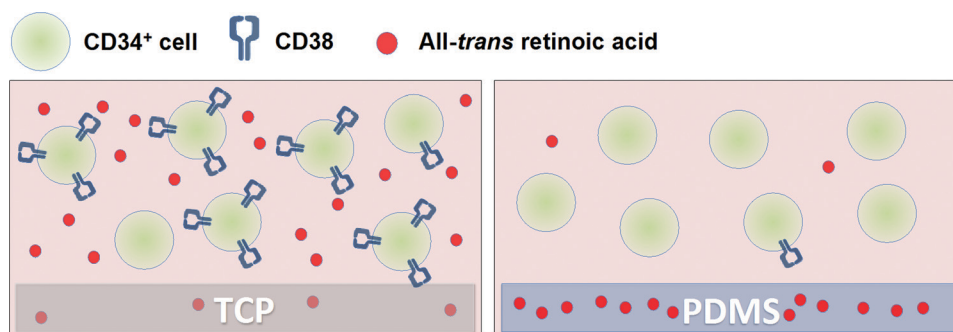 CD34⁺ cell CD38 All-trans retinoic acid
TCP PDMS